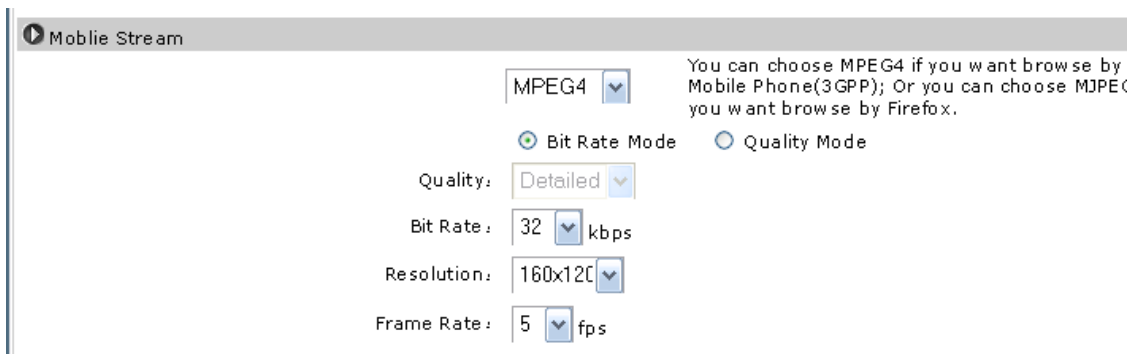 Moblie Stream
MPEG4
You can choose MPEG4 if you want browse by
Mobile Phone(3GPP); Or you can choose
you want browse by Firefox.
Bit Rate Mode
Quality Mode
Quality:
Detailed
Bit Rate:
32
kbps
Resolution:
Frame Rate:
5
fps